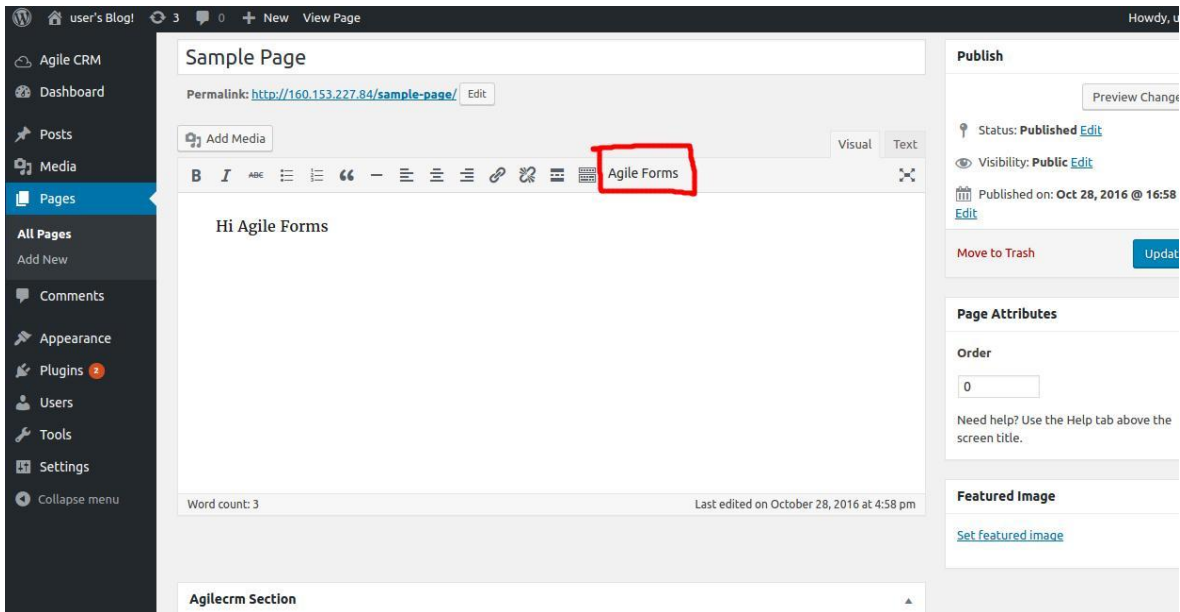 user's Blog! 3 0 + New View Page Howdy, u
Agile CRM
Dashboard
Posts
Media
Pages
All Pages
Add New
Comments
Appearance
Plugins 2
Users
Tools
Settings
Collapse menu
Sample Page
Permalink: http://160.153.227.84/sample-page/ Edit
Add Media
Visual Text
B I ABC Agile Forms
Hi Agile Forms
Word count: 3 Last edited on October 28, 2016 at 4:58 pm
Agilecrm Section
Publish
Preview Change
Status: Published Edit
Visibility: Public Edit
Published on: Oct 28, 2016 @ 16:58
Edit
Move to Trash Updat
Page Attributes
Order
0
Need help? Use the Help tab above the
screen title.
Featured Image
Set featured image